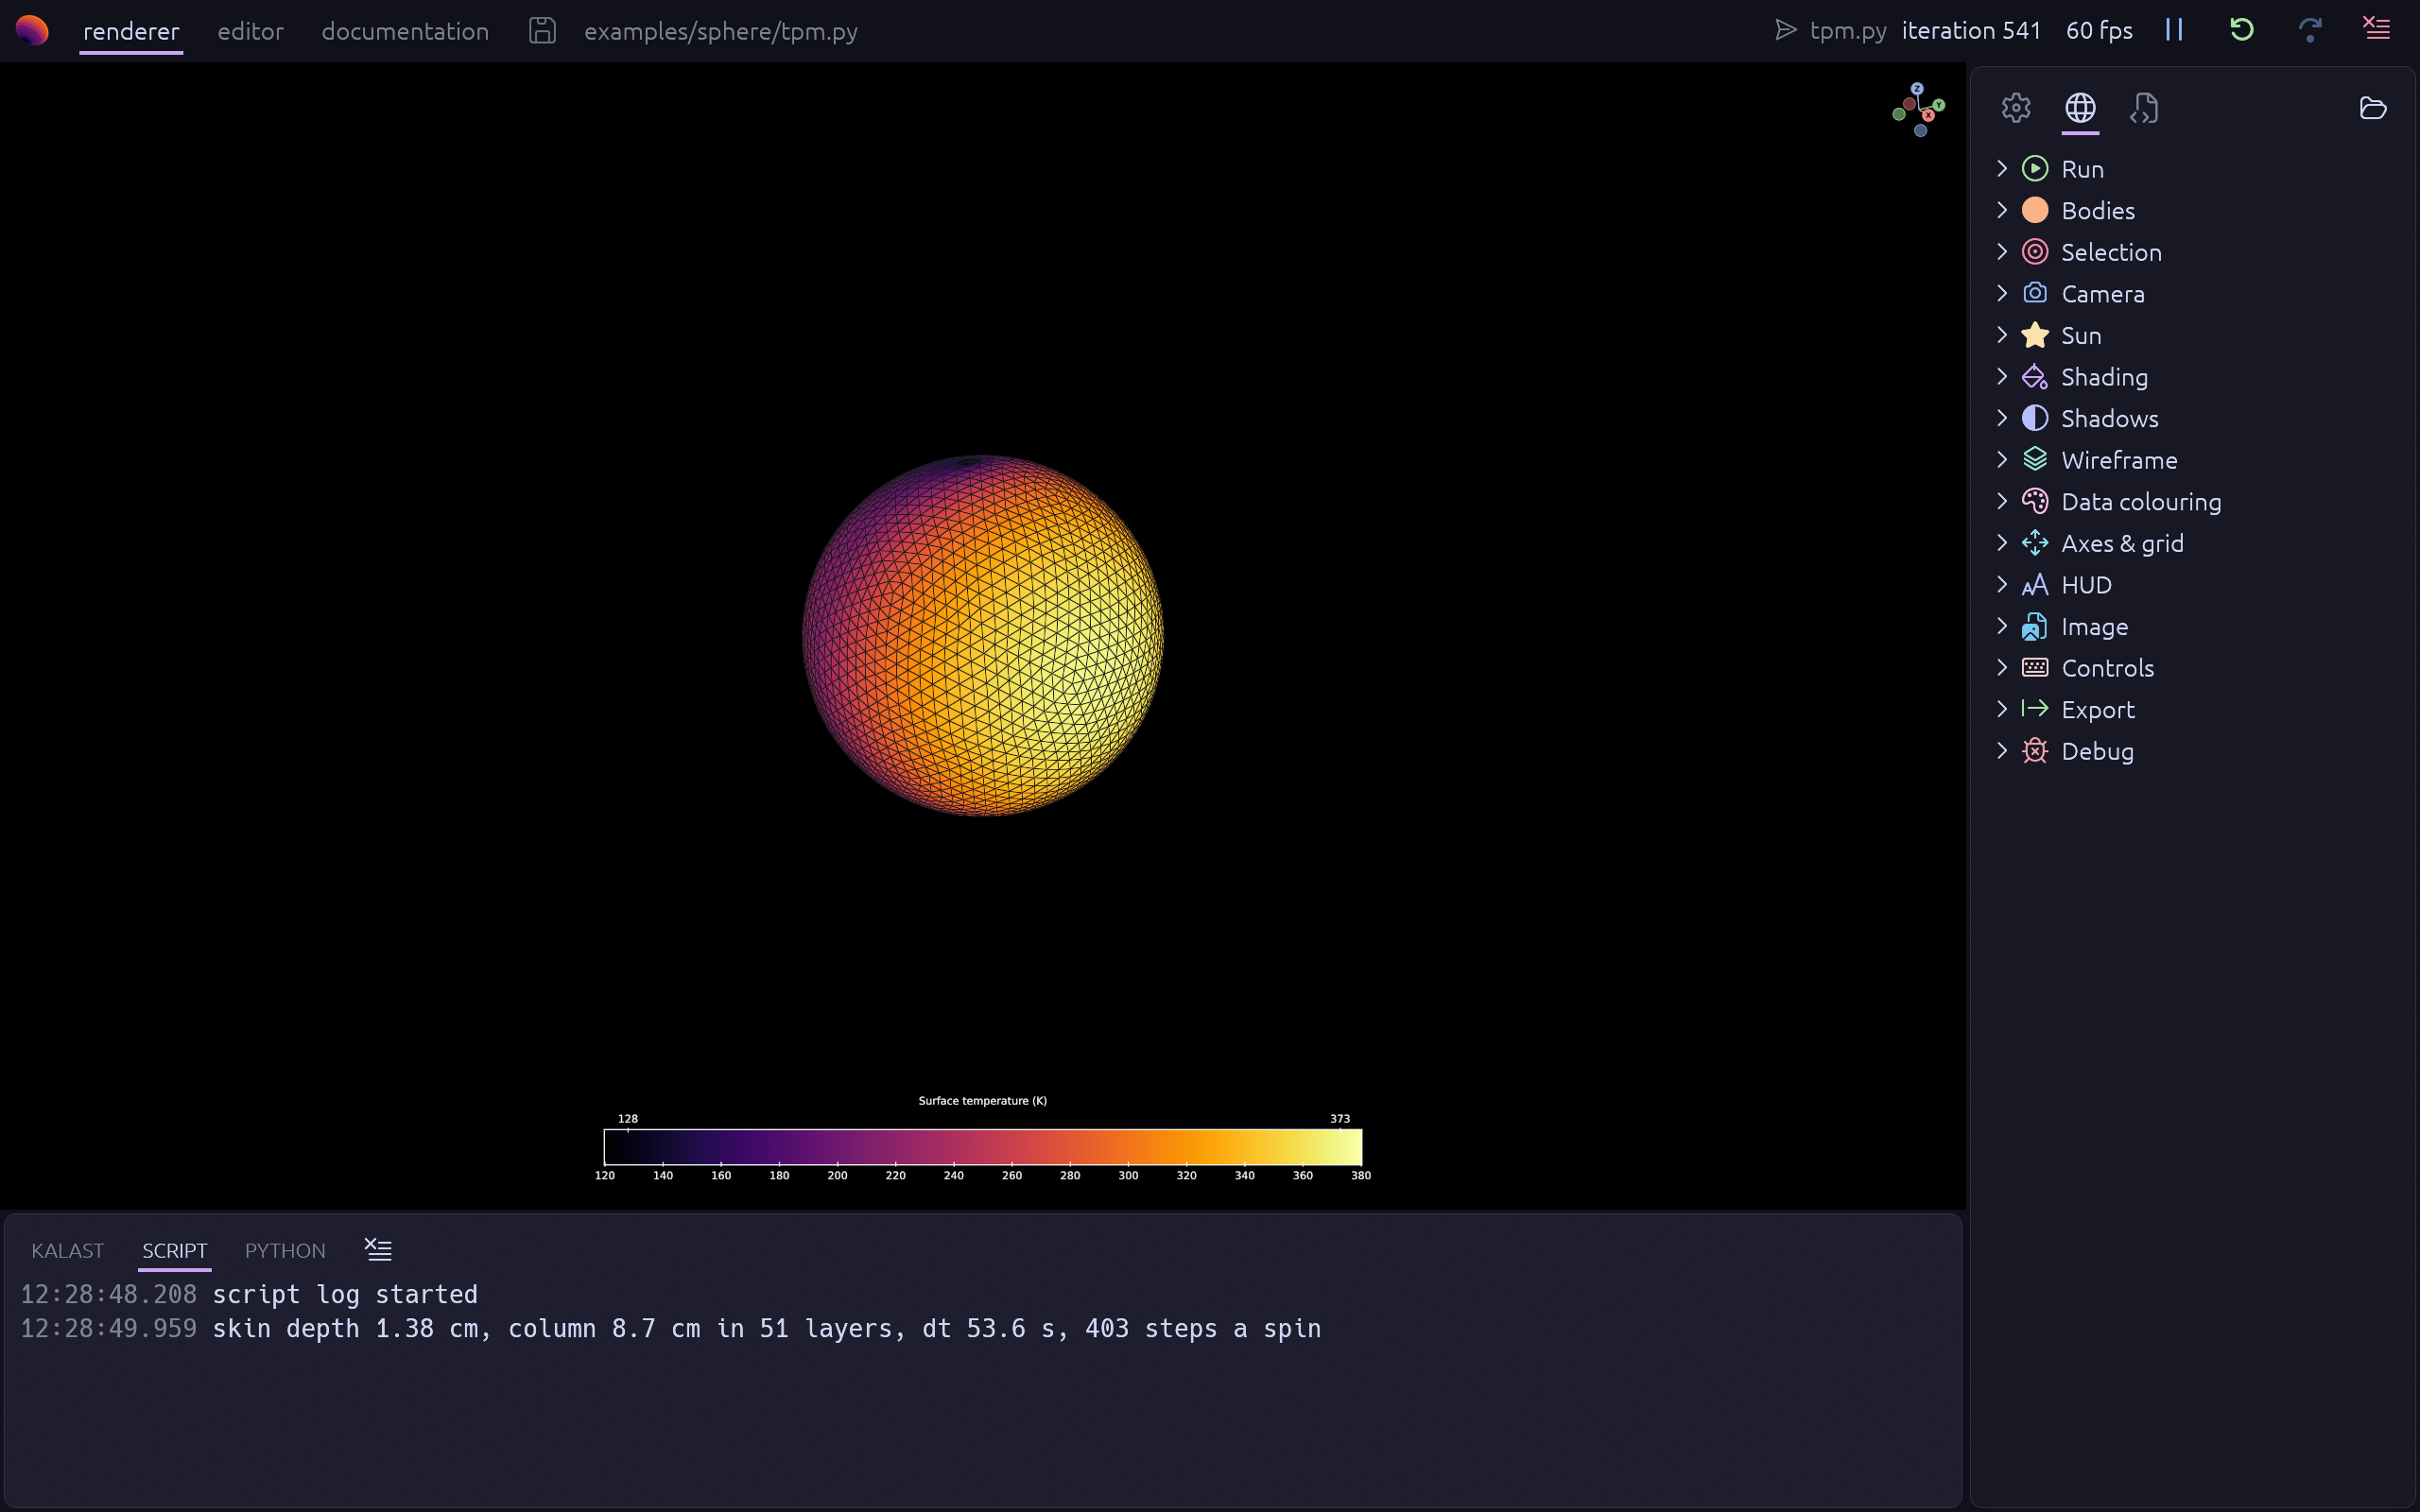 renderer editor documentation examples/sphere/tpm.py tpm.py iteration 541 60 fps
Z
Y
X
Run
Bodies
Selection
Camera
Sun
Shading
Shadows
Wireframe
Data colouring
Axes & grid
HUD
Image
Controls
Export
Debug
Surface temperature (K)
128 373
120 140 160 180 200 220 240 260 280 300 320 340 360 380
KALAST SCRIPT PYTHON
12:28:48.208 script log started
12:28:49.959 skin depth 1.38 cm, column 8.7 cm in 51 layers, dt 53.6 s, 403 steps a spin